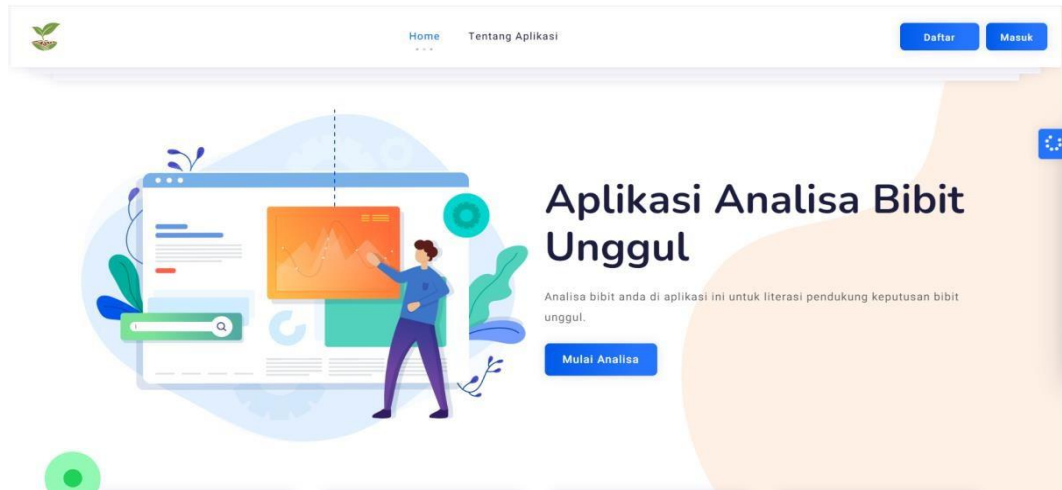 Home
Tentang Aplikasi
Daftar
Masuk
Aplikasi Analisa Bibit
Unggul
Analisa bibit anda di aplikasi ini untuk literasi pendukung keputusan bibit
unggul.
Mulai Analisa